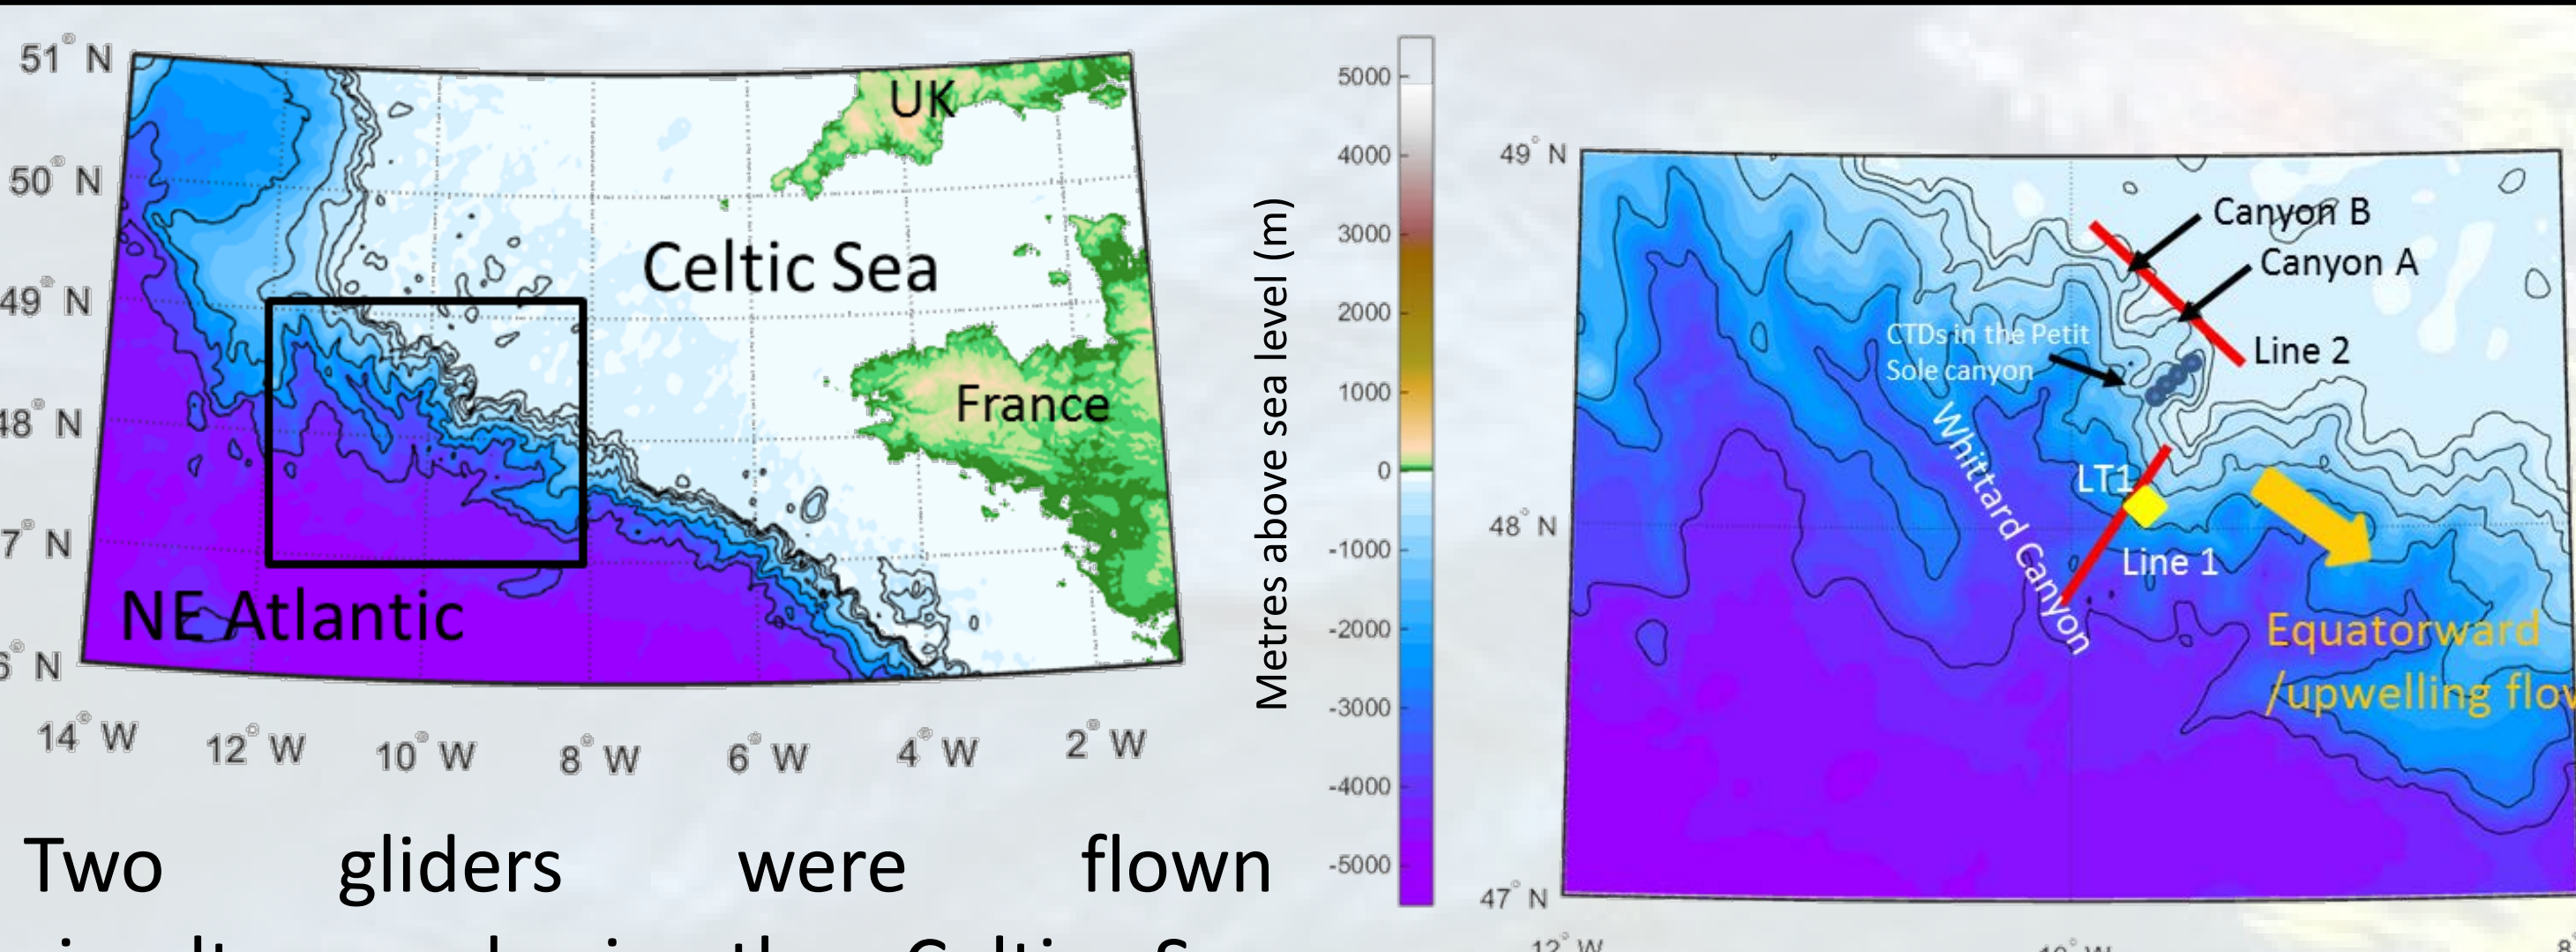 51° N
50° N
49° N
48° N
7° N
6° N
14° W
12° W
10° W
8° W
6° W
4° W
2° W
UK
Celtic Sea
France
NE Atlantic
Metres above sea level (m)
5000
4000
3000
2000
1000
0
-1000
-2000
-3000
-4000
-5000
49° N
48° N
47° N
12° W
10° W
Canyon B
Canyon A
Line 2
CTDs in the Petit
Sole canyon
Whittard Canyon
LT1
Line 1
Equatorward
/upwelling flow
Two gliders were flown